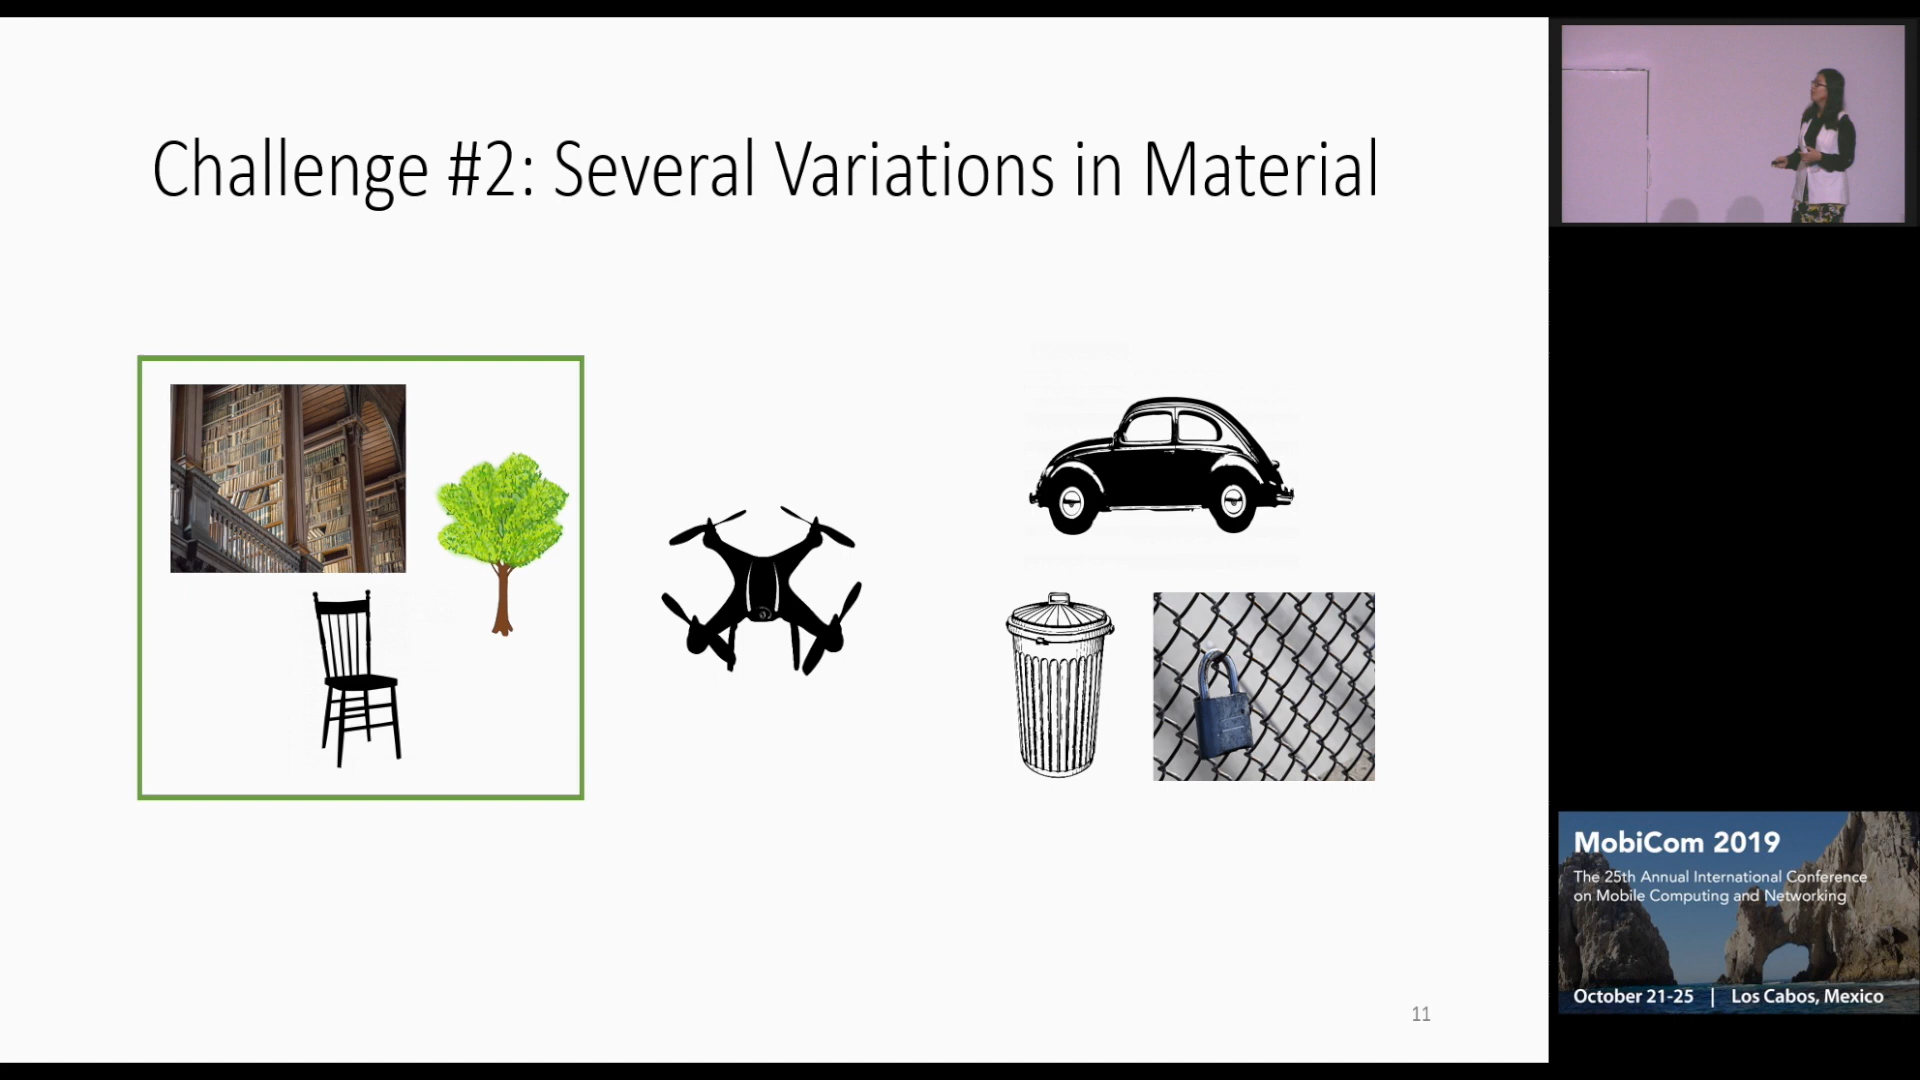 Challenge #2: Several Variations in Material
11
MobiCom 2019
The 25th Annual International Conference
on Mobile Computing and Networking
October 21-25 | Los Cabos, Mexico